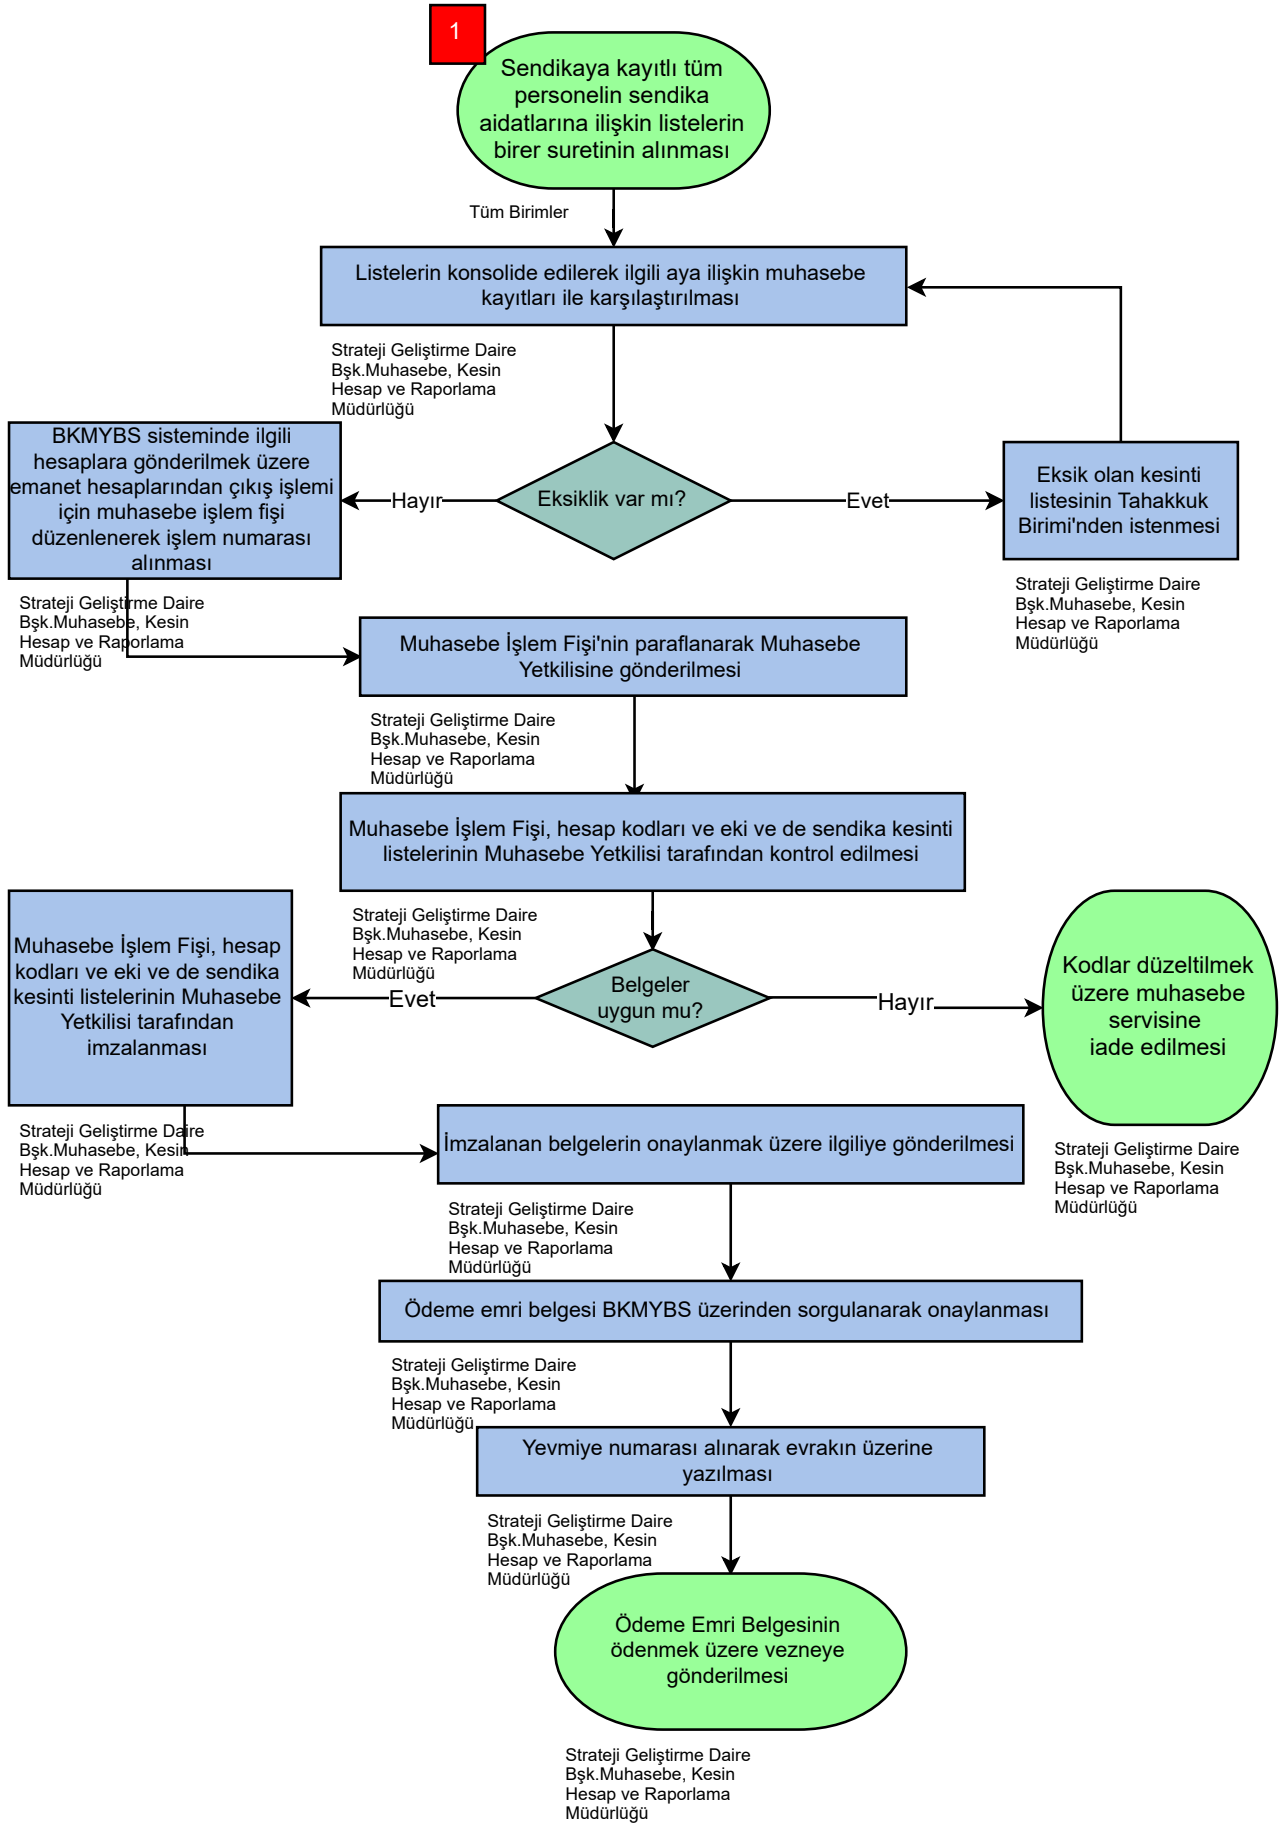 1
Sendikaya kayıtlı tüm
personelin sendika
aidatlarına ilişkin listelerin
birer suretinin alınması
Tüm Birimler
Listelerin konsolide edilerek ilgili aya ilişkin muhasebe
kayıtları ile karşılaştırılması
Strateji Geliştirme Daire
Bşk.Muhasebe, Kesin
Hesap ve Raporlama
Müdürlüğü
BKMYBS sisteminde ilgili
hesaplara gönderilmek üzere
emanet hesaplarından çıkış işlemi
için muhasebe işlem fişi
düzenlenerek işlem numarası
alınması
Hayır
Eksiklik var mı?
Evet
Eksik olan kesinti
listesinin Tahakkuk
Birimi'nden istenmesi
Strateji Geliştirme Daire
Bşk.Muhasebe, Kesin
Hesap ve Raporlama
Müdürlüğü
Strateji Geliştirme Daire
Bşk.Muhasebe, Kesin
Hesap ve Raporlama
Müdürlüğü
Muhasebe İşlem Fişi'nin paraflanarak Muhasebe
Yetkilisine gönderilmesi
Strateji Geliştirme Daire
Bşk.Muhasebe, Kesin
Hesap ve Raporlama
Müdürlüğü
Muhasebe İşlem Fişi, hesap kodları ve eki ve de sendika kesinti
listelerinin Muhasebe Yetkilisi tarafından kontrol edilmesi
Strateji Geliştirme Daire
Bşk.Muhasebe, Kesin
Hesap ve Raporlama
Müdürlüğü
Muhasebe İşlem Fişi, hesap
kodları ve eki ve de sendika
kesinti listelerinin Muhasebe
Yetkilisi tarafından
imzalanması
Evet
Belgeler
uygun mu?
Hayır
Kodlar düzeltilmek
üzere muhasebe
servisine
iade edilmesi
Strateji Geliştirme Daire
Bşk.Muhasebe, Kesin
Hesap ve Raporlama
Müdürlüğü
İmzalanan belgelerin onaylanmak üzere ilgiliye gönderilmesi
Strateji Geliştirme Daire
Bşk.Muhasebe, Kesin
Hesap ve Raporlama
Müdürlüğü
Strateji Geliştirme Daire
Bşk.Muhasebe, Kesin
Hesap ve Raporlama
Müdürlüğü
Ödeme emri belgesi BKMYBS üzerinden sorgulanarak onaylanması
Strateji Geliştirme Daire
Bşk.Muhasebe, Kesin
Hesap ve Raporlama
Müdürlüğü
Yevmiye numarası alınarak evrakın üzerine
yazılması
Strateji Geliştirme Daire
Bşk.Muhasebe, Kesin
Hesap ve Raporlama
Müdürlüğü
Ödeme Emri Belgesinin
ödenmek üzere vezneye
gönderilmesi
Strateji Geliştirme Daire
Bşk.Muhasebe, Kesin
Hesap ve Raporlama
Müdürlüğü